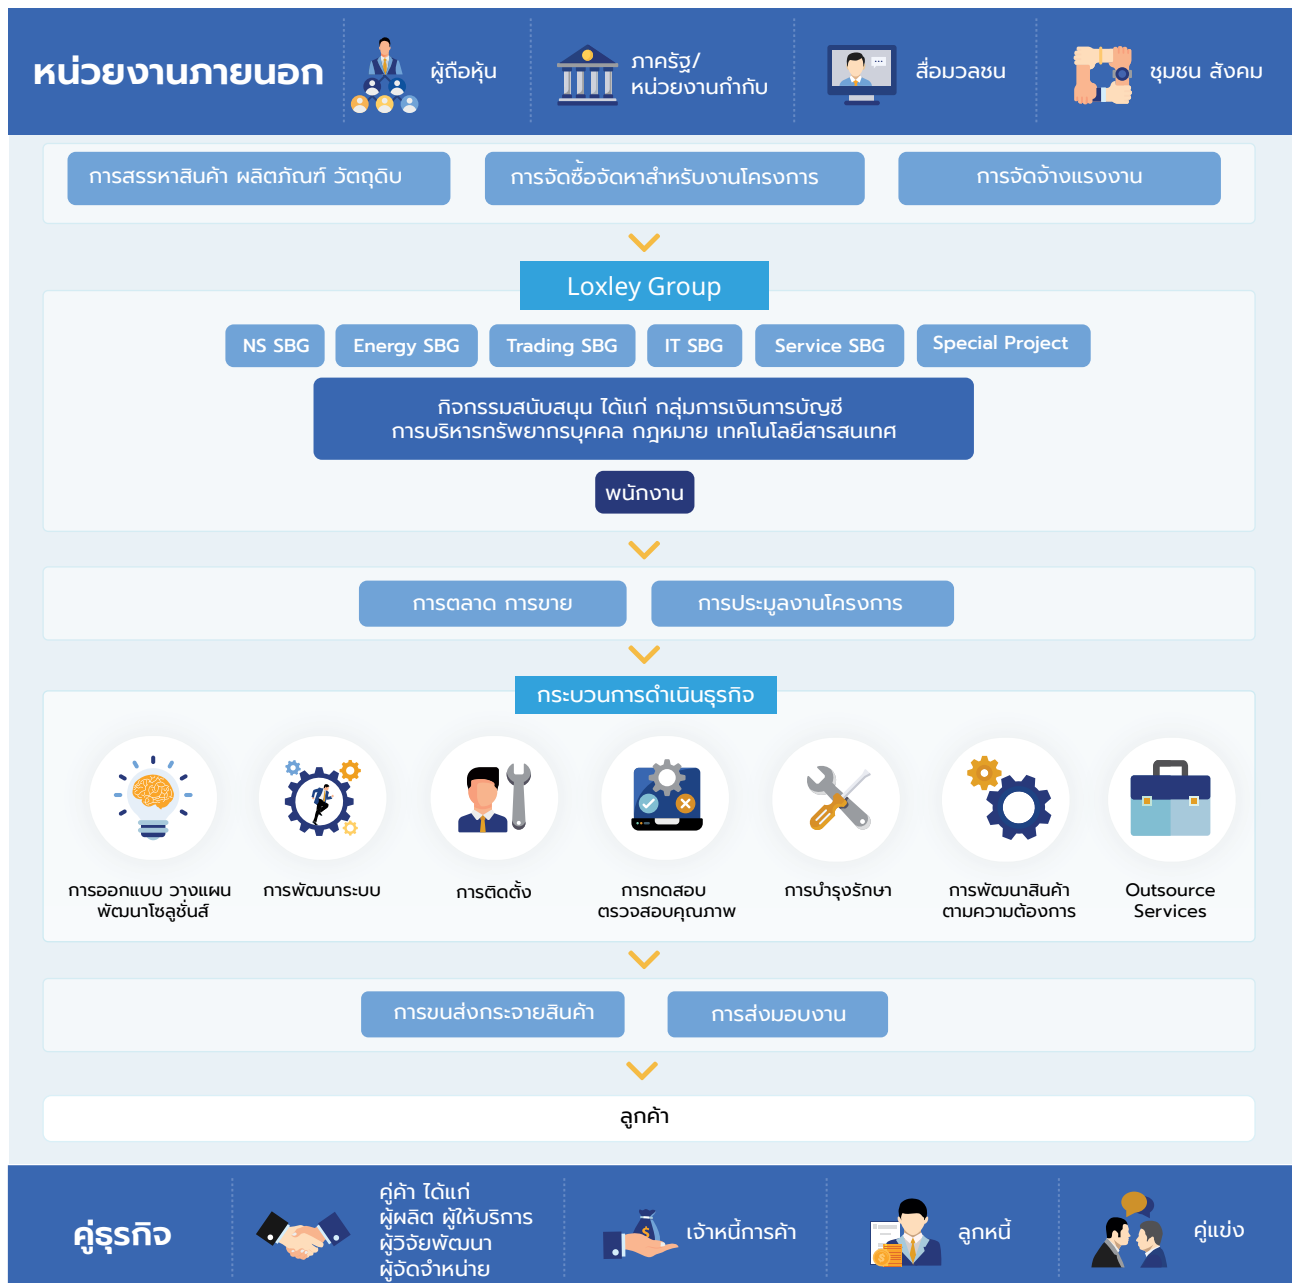 หน่วยงานภายนอก
ผู้ถือหุ้น
ภาครัฐ/
หน่วยงานกำกับ
สื่อมวลชน
ชุมชน สังคม
การสรรหาสินค้า ผลิตภัณฑ์ วัตถุดิบ
การจัดซื้อจัดหาสำหรับงานโครงการ
การจัดจ้างแรงงาน
Loxley Group
NS SBG
Energy SBG
Trading SBG
IT SBG
Service SBG
Special Project
กิจกรรมสนับสนุน ได้แก่ กลุ่มการเงินการบัญชี
การบริหารทรัพยากรบุคคล กฎหมาย เทคโนโลยีสารสนเทศ
พนักงาน
การตลาด การขาย
การประมูลงานโครงการ
กระบวนการดำเนินธุรกิจ
การออกแบบ วางแผน
พัฒนาโซลูชั่นส์
การพัฒนาระบบ
การติดตั้ง
การทดสอบ
ตรวจสอบคุณภาพ
การบำรุงรักษา
การพัฒนาสินค้า
ตามความต้องการ
Outsource
Services
การขนส่งกระจายสินค้า
การส่งมอบงาน
ลูกค้า
คู่ธุรกิจ
คู่ค้า ได้แก่
ผู้ผลิต ผู้ให้บริการ
ผู้วิจัยพัฒนา
ผู้จัดจำหน่าย
เจ้าหนี้การค้า
ลูกหนี้
คู่แข่ง